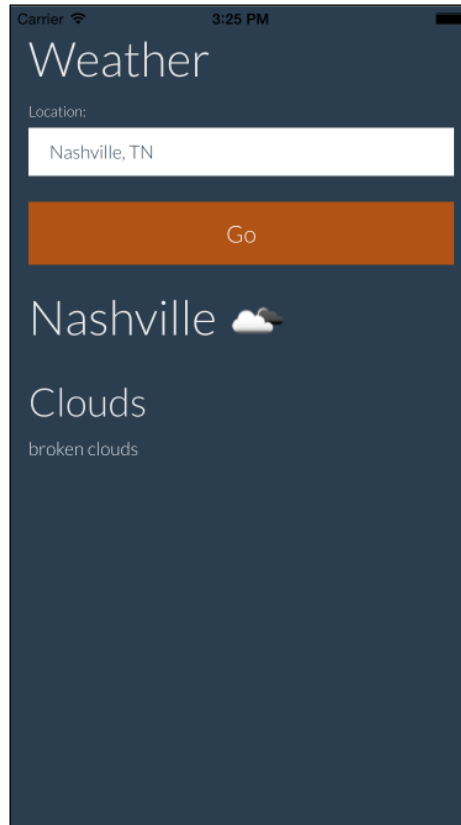 Carrier 3:25 PM
Weather
Location:
Nashville, TN
Go
Nashville
Clouds
broken clouds